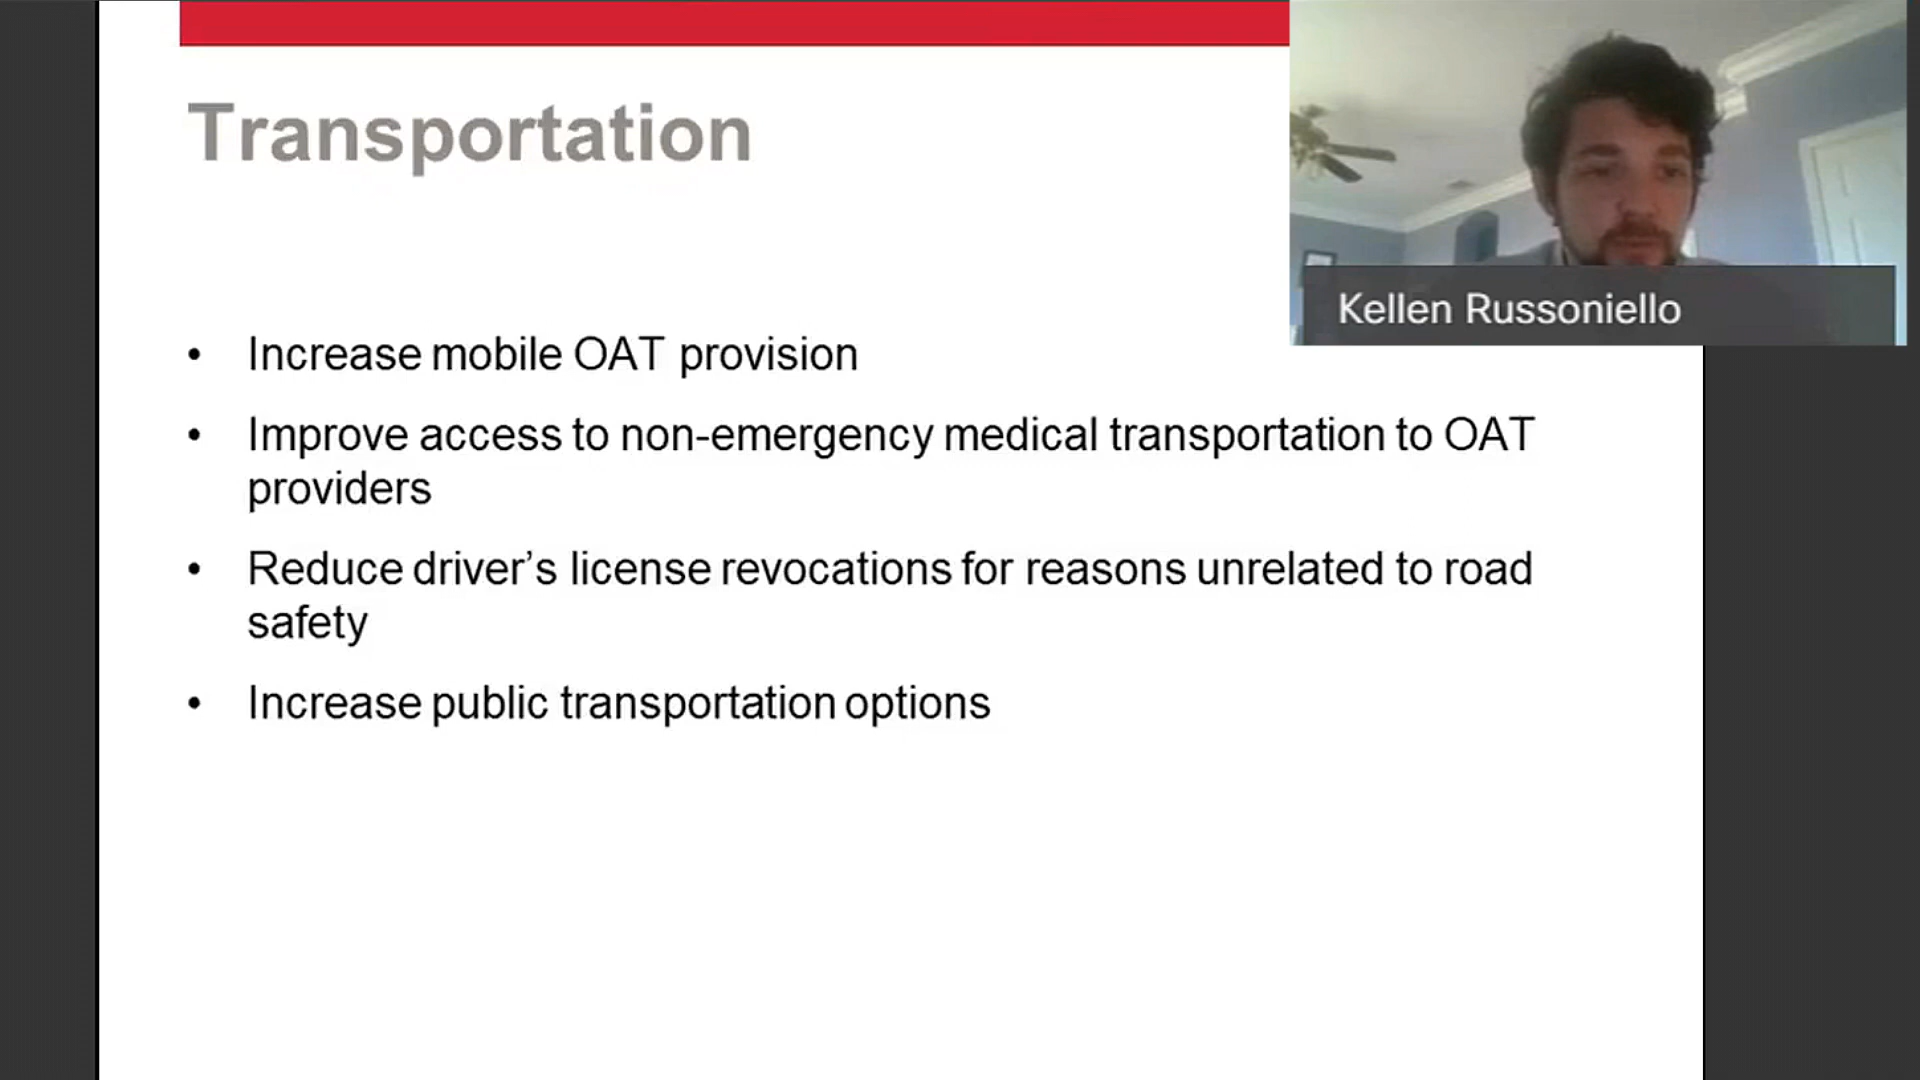 Transportation
Kellen Russoniello
• Increase mobile OAT provision
• Improve access to non-emergency medical transportation to OAT
providers
• Reduce driver’s license revocations for reasons unrelated to road
safety
• Increase public transportation options